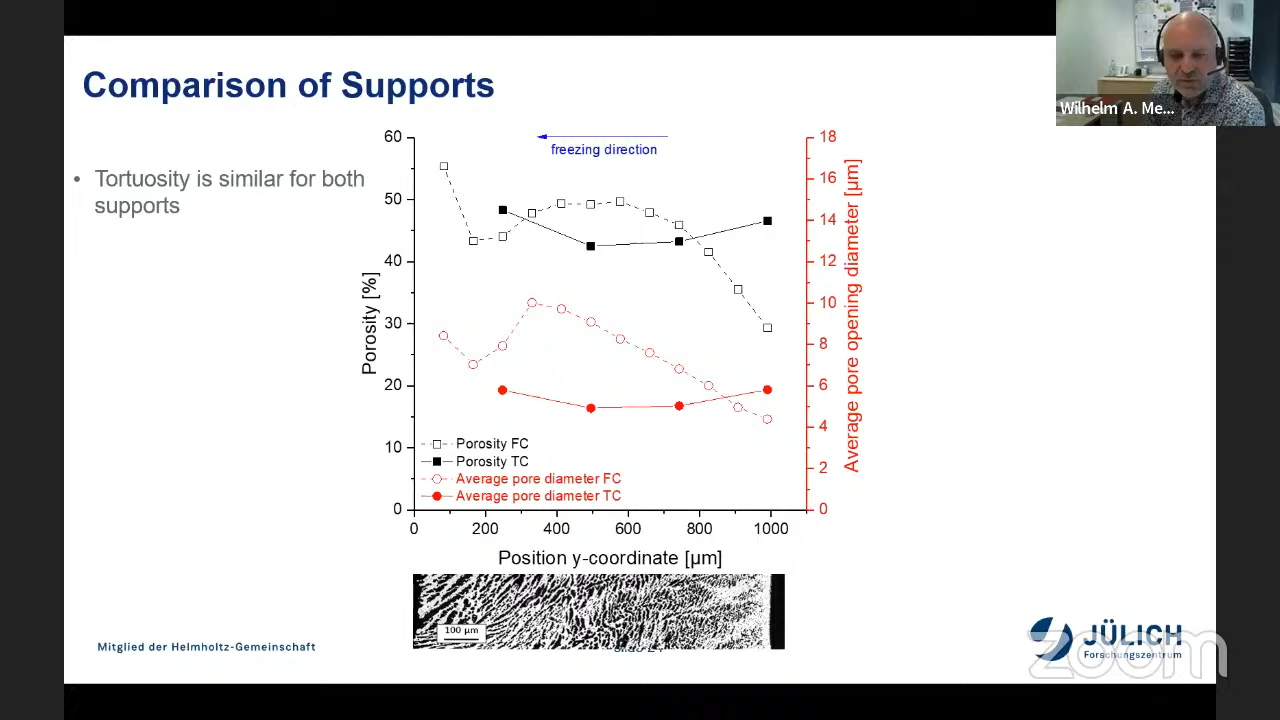 Comparison of Supports
Wilhelm A. Me...
• Tortuosity is similar for both
supports
freezing direction
60
50
40
30
20
10
0
Porosity [%]
18
16
14
12
10
8
6
4
2
0
Average pore opening diameter [µm]
Porosity FC
Porosity TC
Average pore diameter FC
Average pore diameter TC
0 200 400 600 800 1000
Position y-coordinate [µm]
100 µm
Mitglied der Helmholtz-Gemeinschaft
JÜLICH
Forschungszentrum
zoom